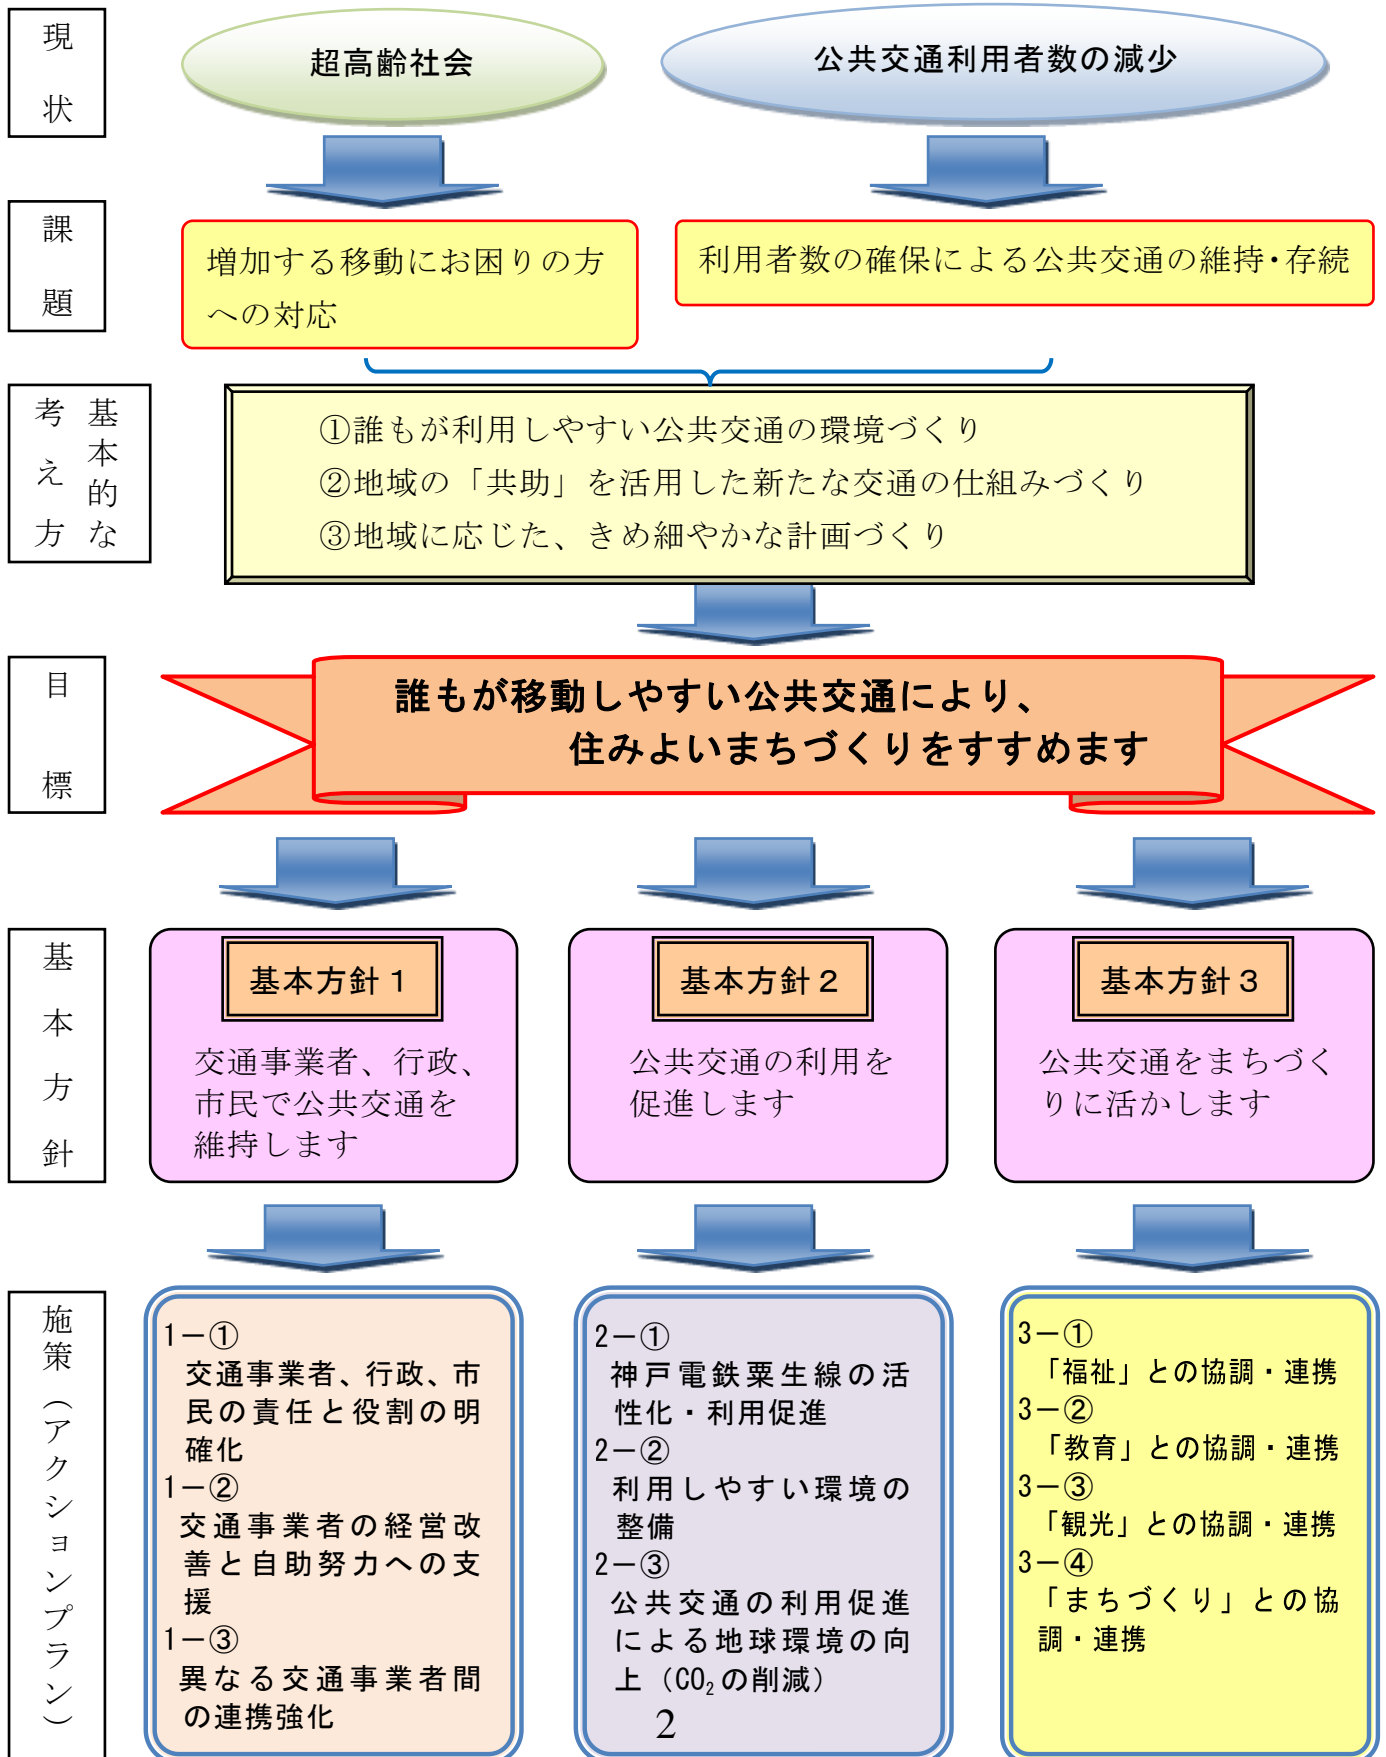 現状
超高齢社会
公共交通利用者数の減少
課題
増加する移動にお困りの方
への対応
利用者数の確保による公共交通の維持・存続
基本的な
考え方
①誰もが利用しやすい公共交通の環境づくり
②地域の「共助」を活用した新たな交通の仕組みづくり
③地域に応じた、きめ細やかな計画づくり
目標
誰もが移動しやすい公共交通により、
住みよいまちづくりをすすめます
基本方針
基本方針１
交通事業者、行政、
市民で公共交通を
維持します
基本方針２
公共交通の利用を
促進します
基本方針３
公共交通をまちづく
りに活かします
施策（アクションプラン）
1－①
交通事業者、行政、市
民の責任と役割の明
確化
1－②
交通事業者の経営改
善と自助努力への支
援
1－③
異なる交通事業者間
の連携強化
2－①
神戸電鉄粟生線の活
性化・利用促進
2－②
利用しやすい環境の
整備
2－③
公共交通の利用促進
による地球環境の向
上（CO₂の削減）
3－①
「福祉」との協調・連携
3－②
「教育」との協調・連携
3－③
「観光」との協調・連携
3－④
「まちづくり」との協
調・連携
2